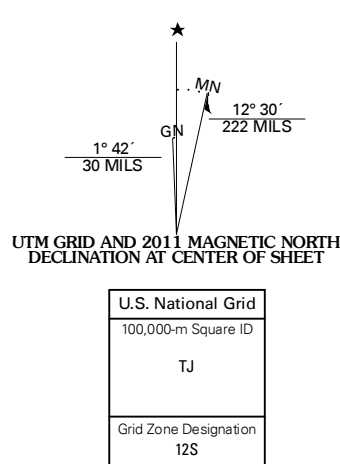 ★
MN
12° 30´
222 MILS
GN
1° 42´
30 MILS
UTM GRID AND 2011 MAGNETIC NORTH
DECLINATION AT CENTER OF SHEET
U.S. National Grid
100,000-m Square ID
TJ
Grid Zone Designation
12S